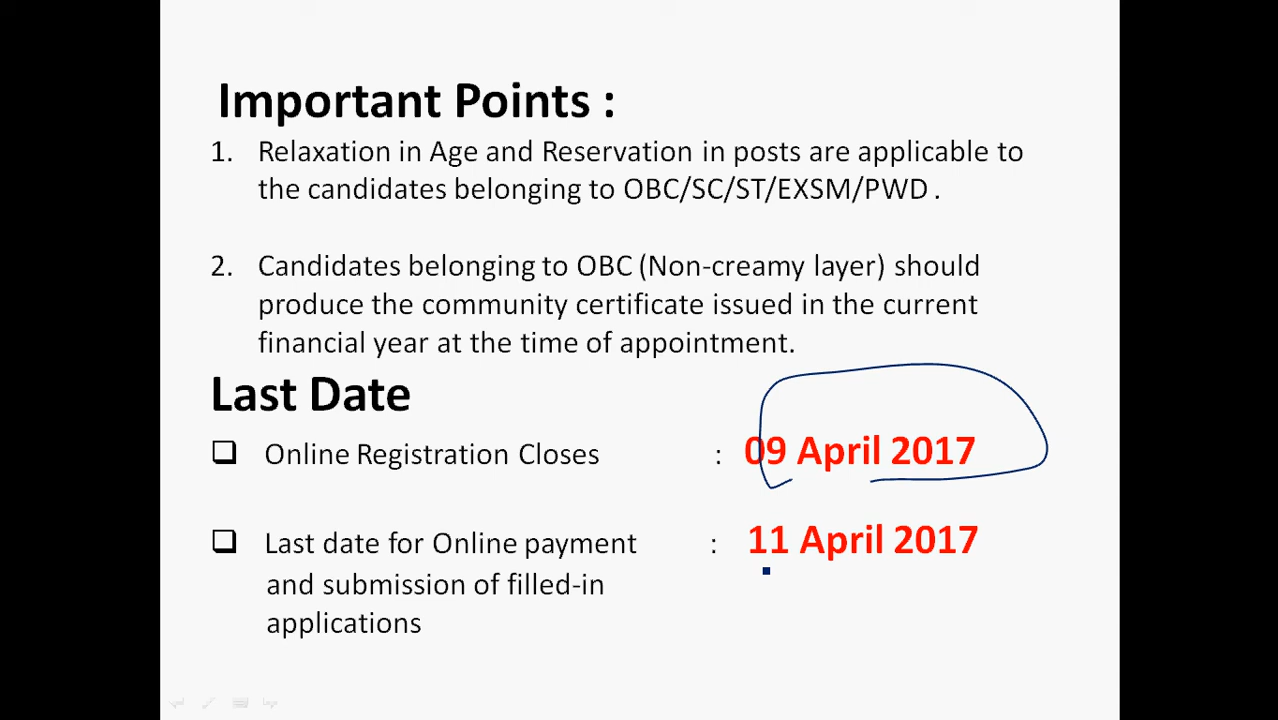 Important Points :
1. Relaxation in Age and Reservation in posts are applicable to
the candidates belonging to OBC/SC/ST/EXSM/PWD .
2. Candidates belonging to OBC (Non-creamy layer) should
produce the community certificate issued in the current
financial year at the time of appointment.
Last Date
Online Registration Closes : 09 April 2017
Last date for Online payment : 11 April 2017
and submission of filled-in
applications